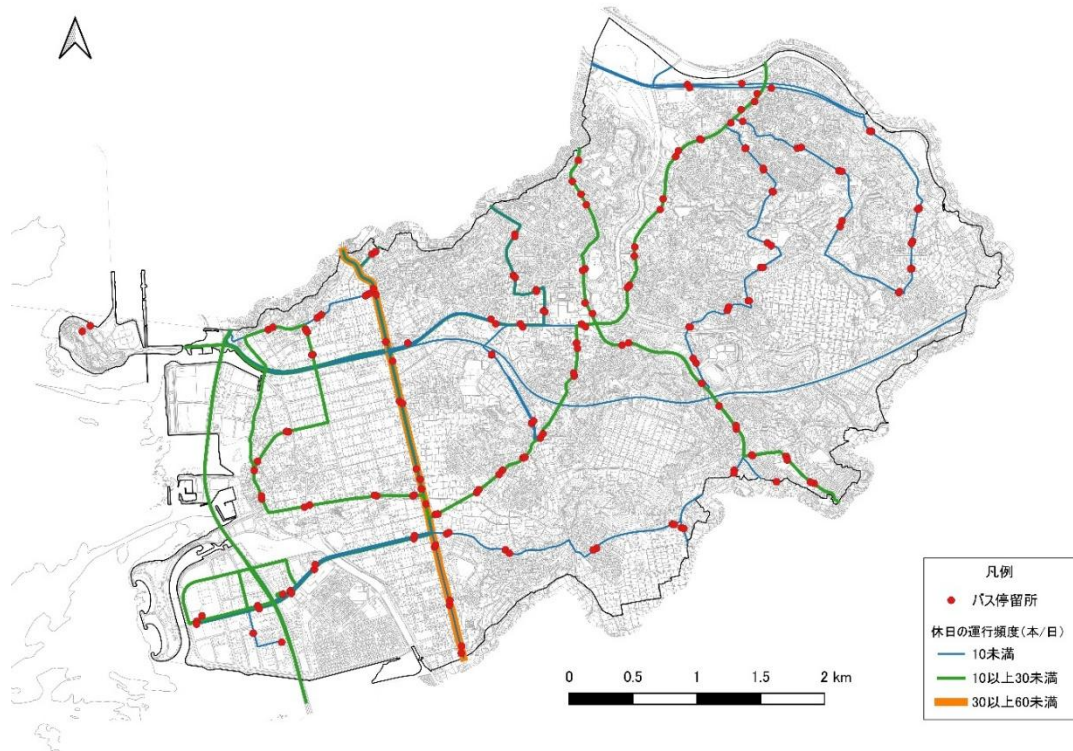 0 0.5 1 1.5 2 km
凡例
バス停留所
休日の運行頻度(本/日)
10未満
10以上30未満
30以上60未満